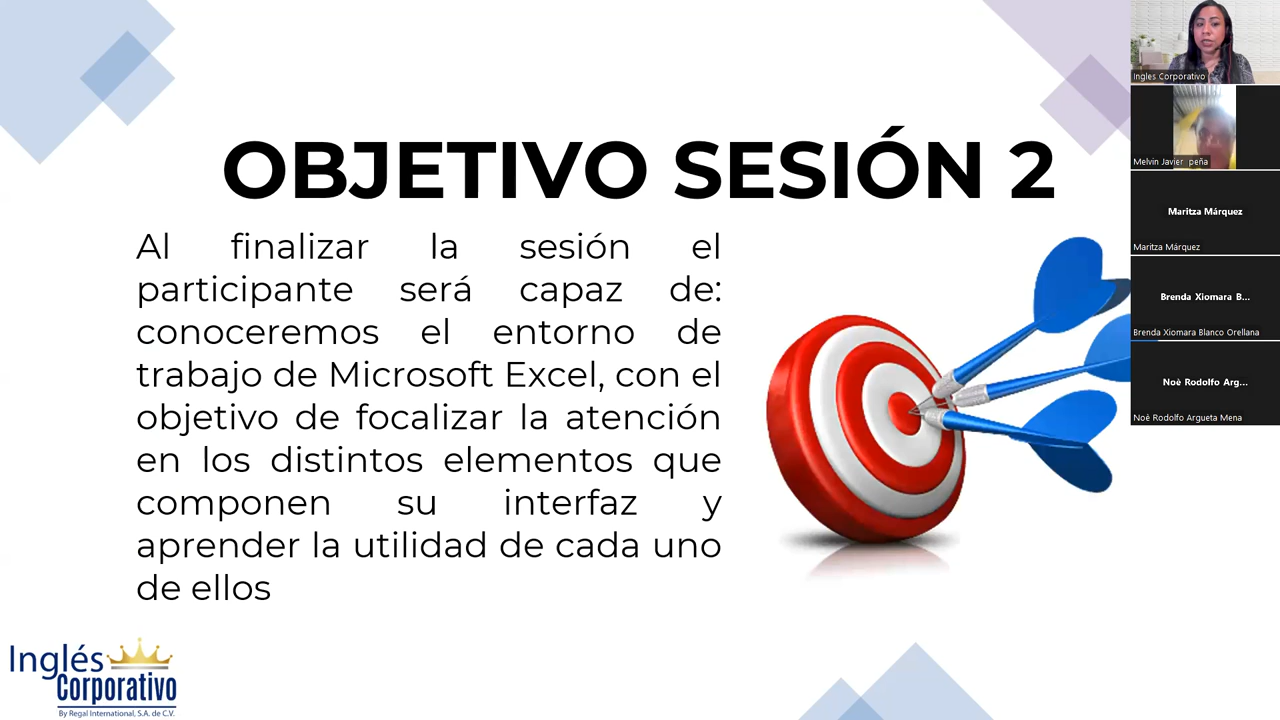 OBJETIVO SESIÓN 2
Al finalizar la sesión el
participante será capaz de:
conoceremos el entorno de
trabajo de Microsoft Excel, con el
objetivo de focalizar la atención
en los distintos elementos que
componen su interfaz y
aprender la utilidad de cada uno
de ellos
Inglés
Corporativo
By Regal International, S.A. de C.V.
Ingles Corporativo
Melvin Javier peña
Maritza Márquez
Maritza Márquez
Brenda Xiomara B...
Brenda Xiomara Blanco Orellana
Noè Rodolfo Arg...
Noè Rodolfo Argueta Mena